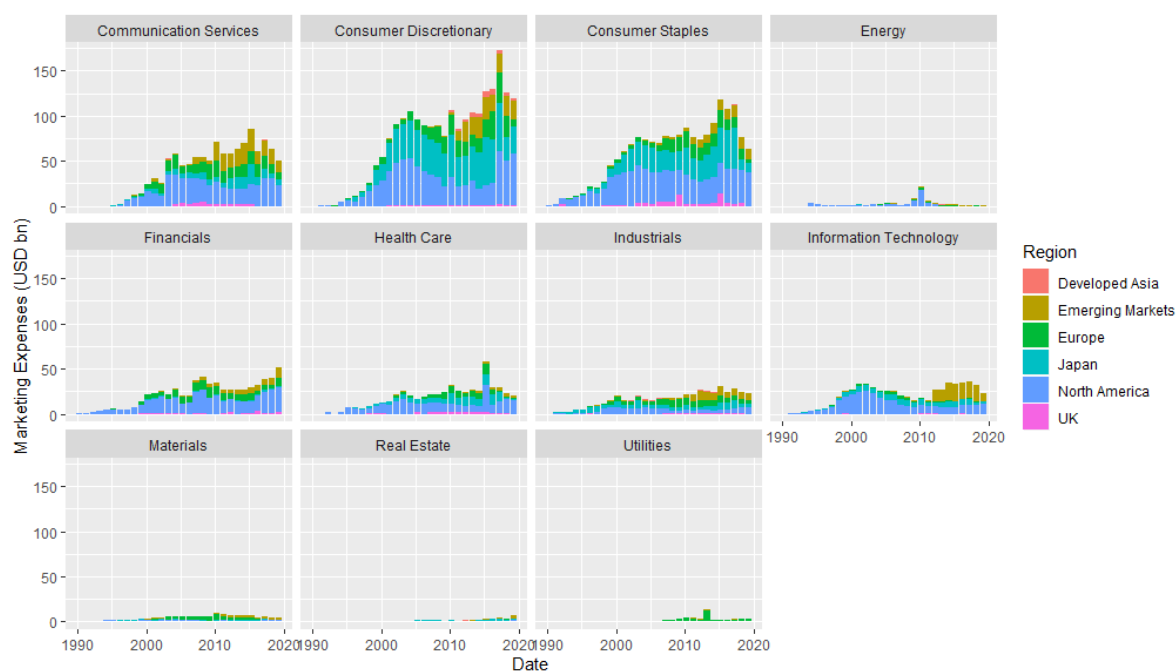 Communication Services
Consumer Discretionary
Consumer Staples
Energy
150
100
50
0
Financials
Health Care
Industrials
Information Technology
150
100
50
0
1990 2000 2010 2020
Materials
Real Estate
Utilities
150
100
50
0
1990 2000 2010 2020
1990 2000 2010 2020
1990 2000 2010 2020
Date
Marketing Expenses (USD bn)
Region
Developed Asia
Emerging Markets
Europe
Japan
North America
UK